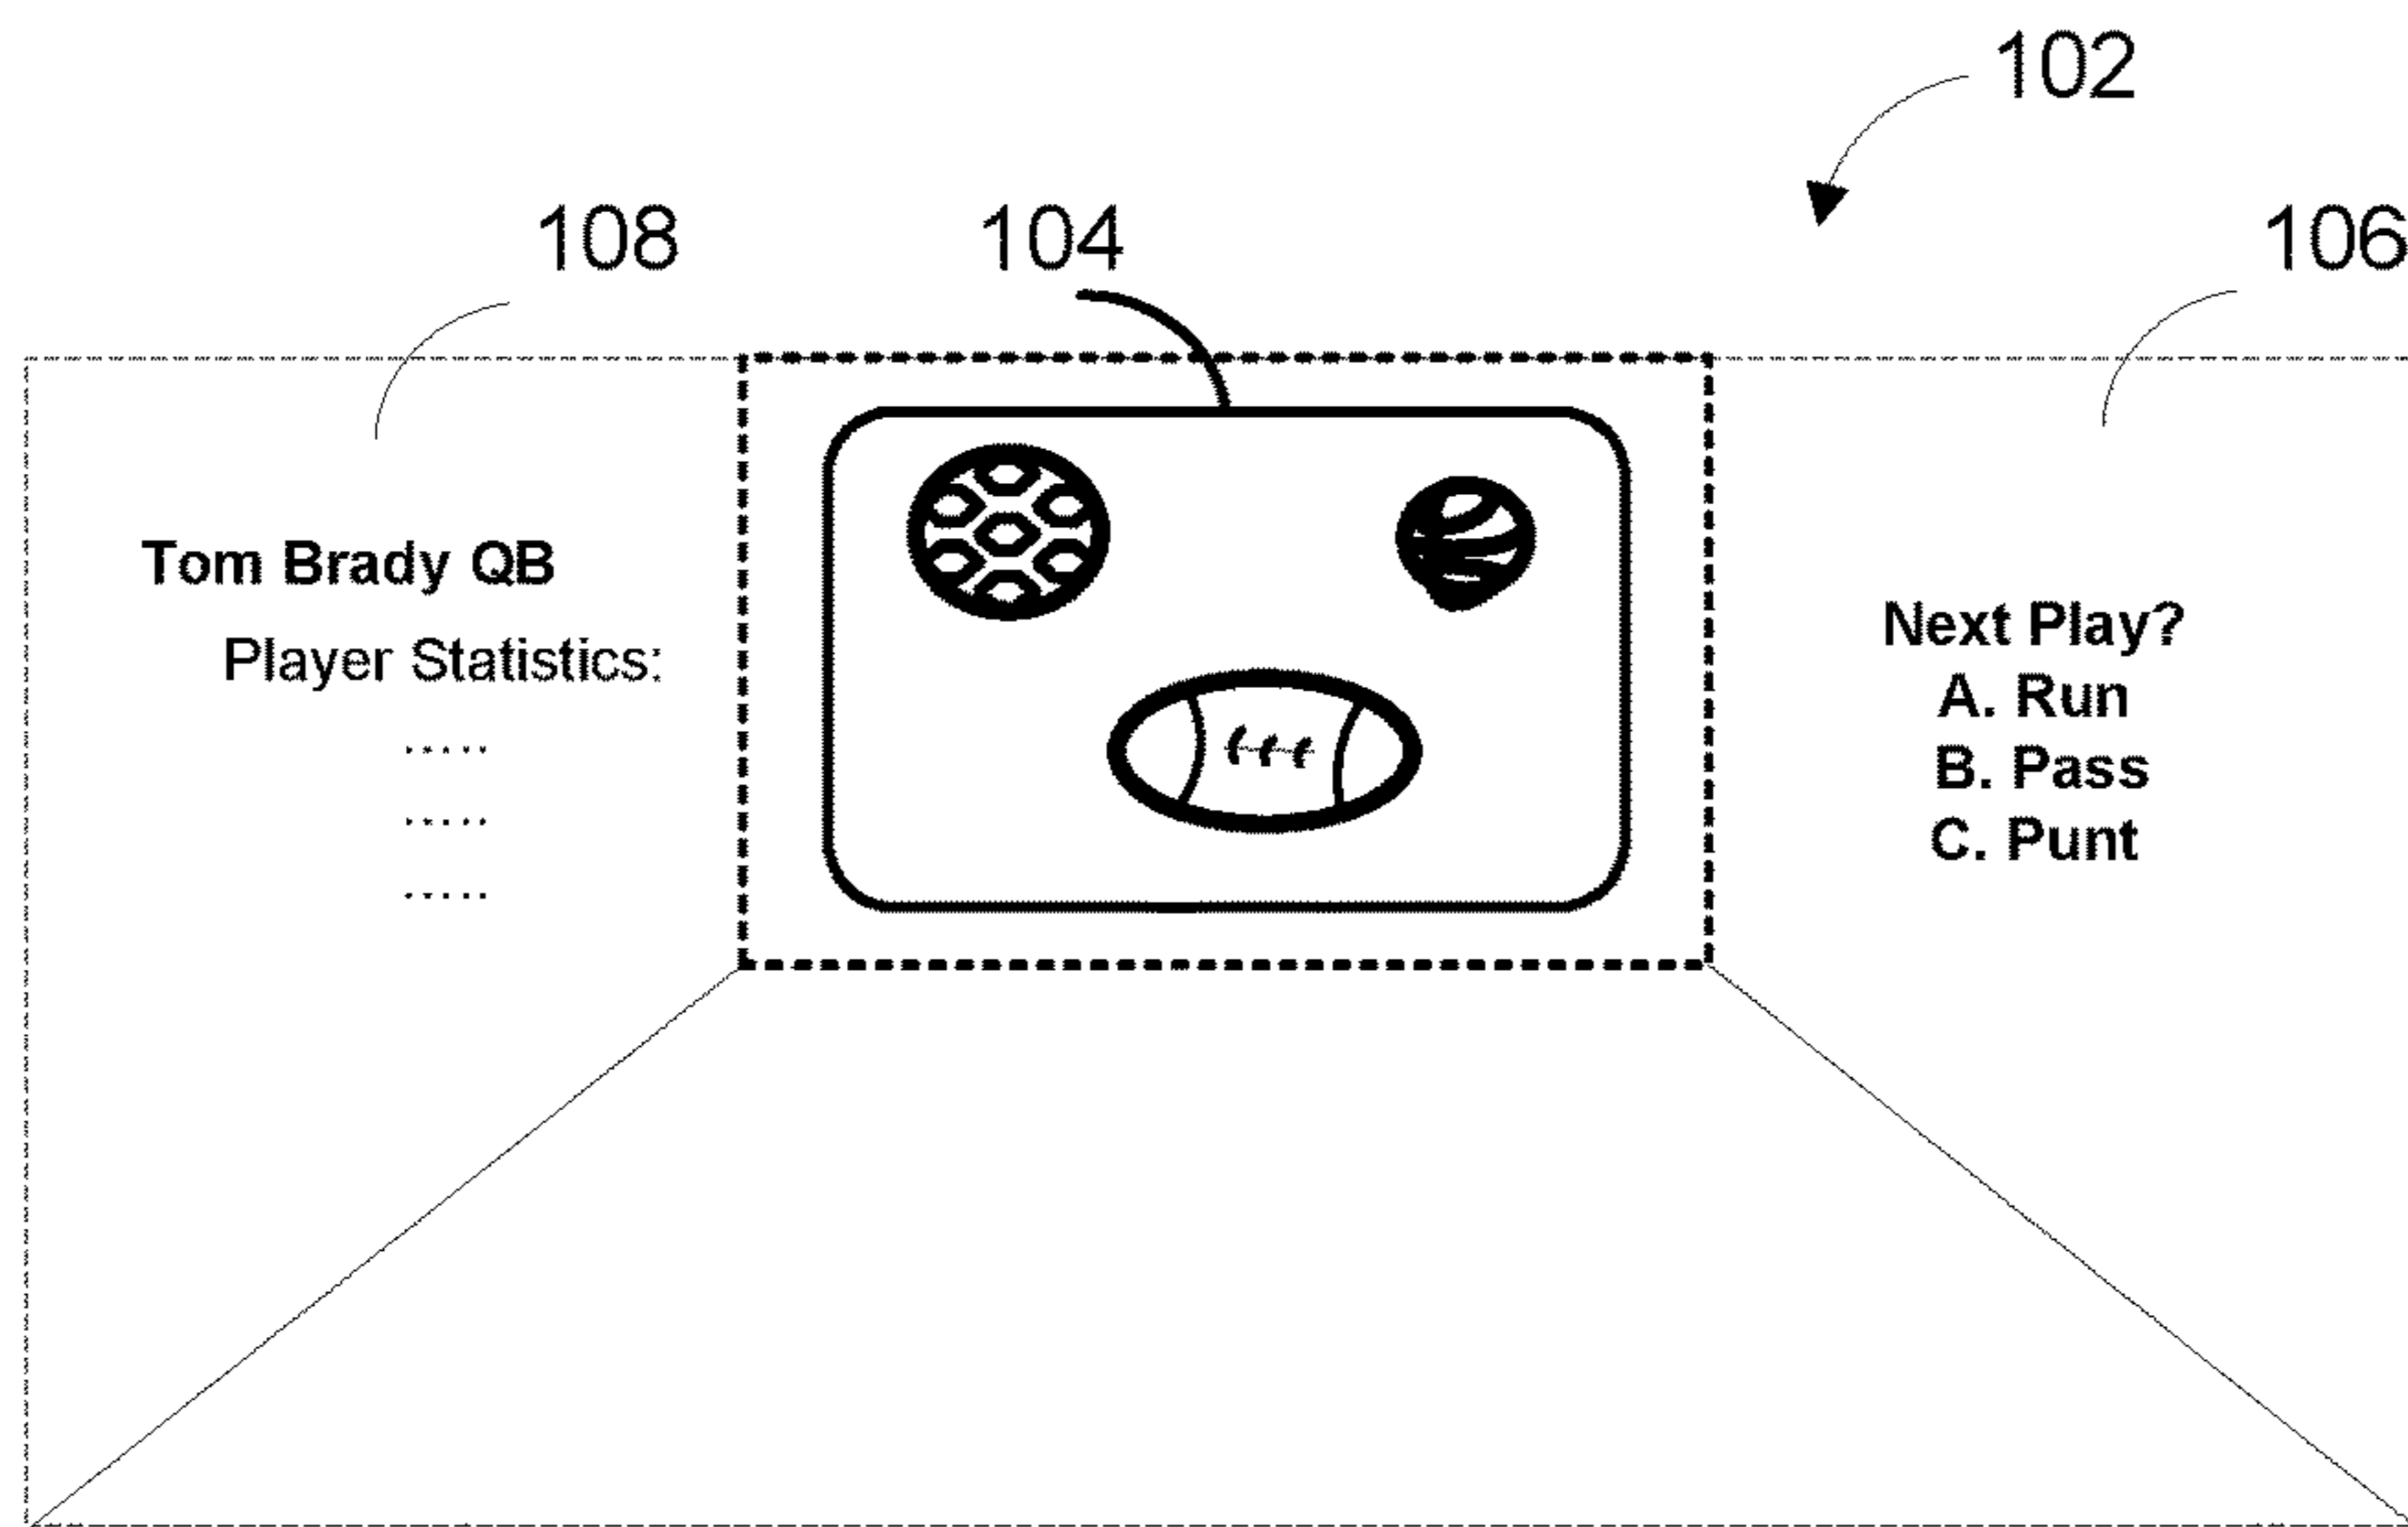 102
108
104
106
Tom Brady QB
Player Statistics:
.....
.....
.....
Next Play?
A. Run
B. Pass
C. Punt